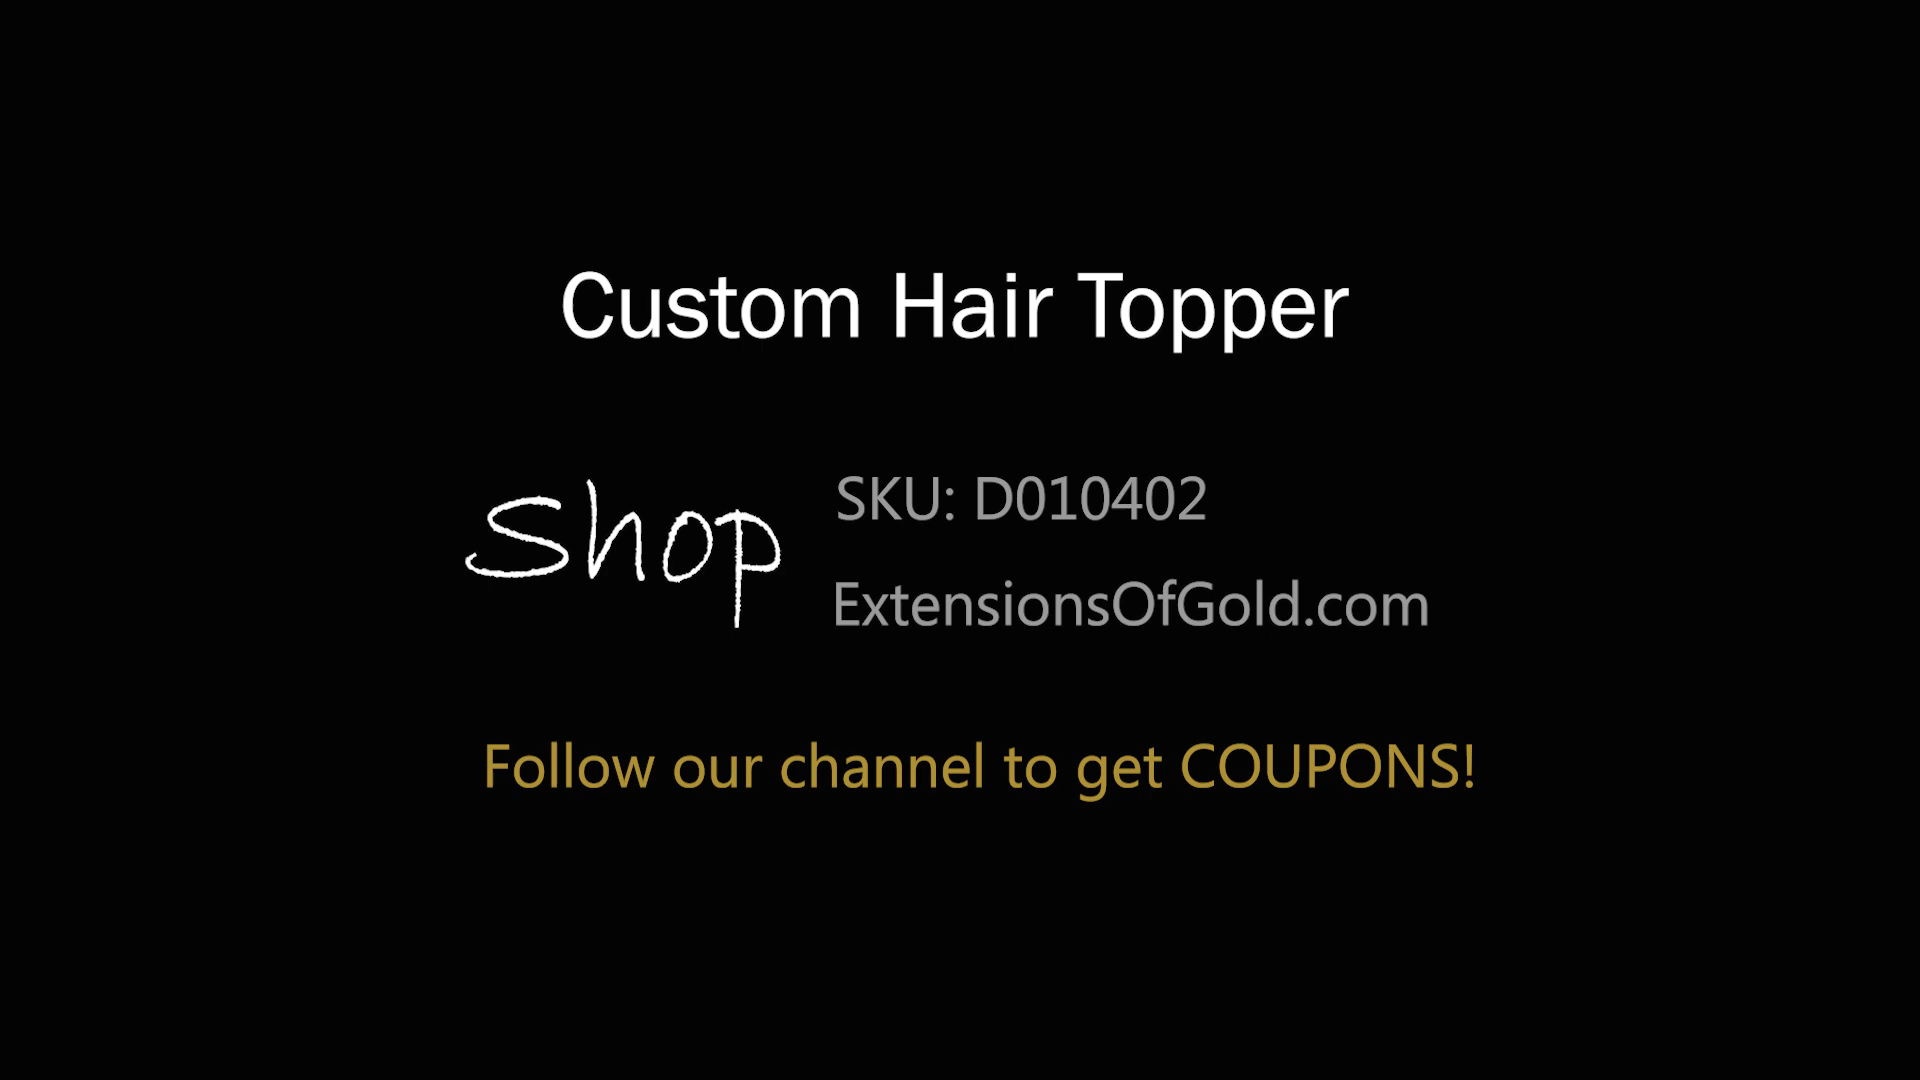 Custom Hair Topper
Shop
SKU: D010402
ExtensionsOfGold.com
Follow our channel to get COUPONS!